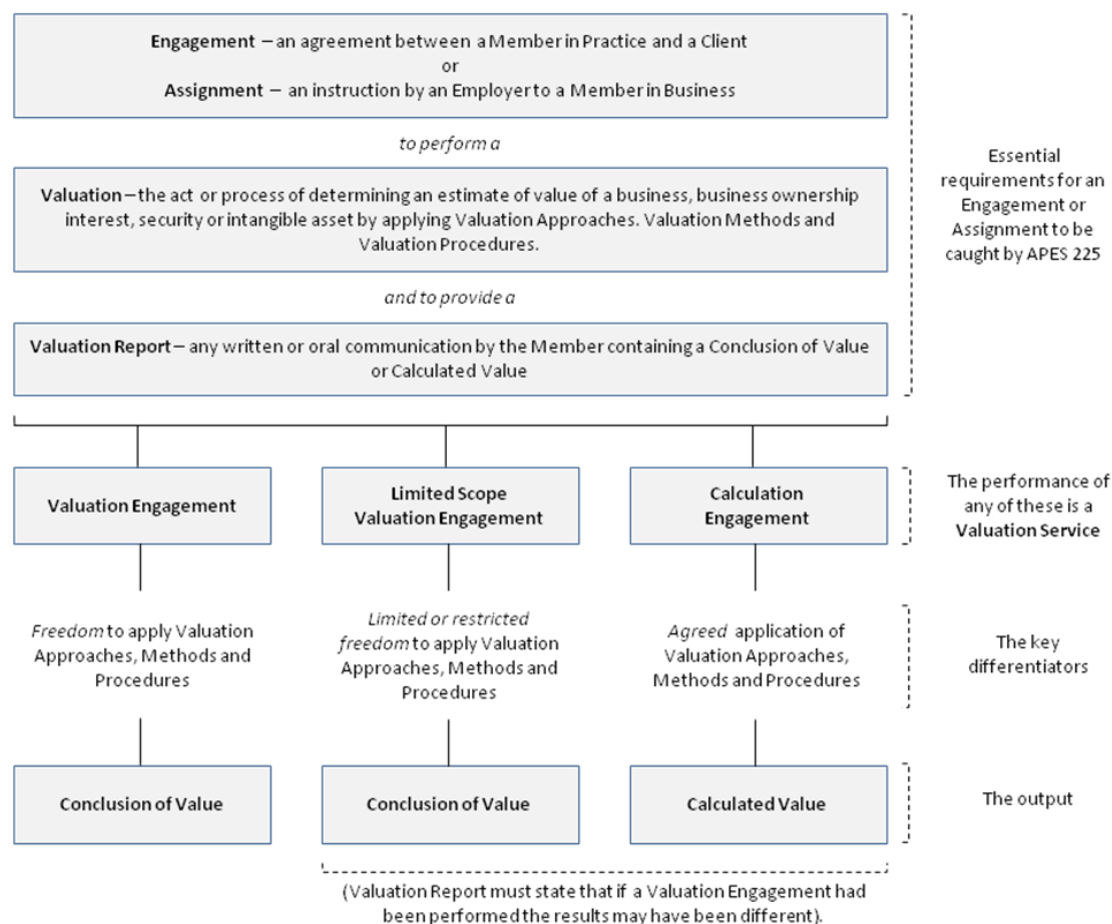 Engagement – an agreement between a Member in Practice and a Client
or
Assignment – an instruction by an Employer to a Member in Business
to perform a
Valuation – the act or process of determining an estimate of value of a business, business ownership
interest, security or intangible asset by applying Valuation Approaches. Valuation Methods and
Valuation Procedures.
and to provide a
Valuation Report – any written or oral communication by the Member containing a Conclusion of Value
or Calculated Value
Essential
requirements for an
Engagement or
Assignment to be
caught by APES 225
Valuation Engagement
Limited Scope
Valuation Engagement
Calculation
Engagement
The performance of
any of these is a
Valuation Service
Freedom to apply Valuation
Approaches, Methods and
Procedures
Limited or restricted
freedom to apply Valuation
Approaches, Methods and
Procedures
Agreed application of
Valuation Approaches,
Methods and Procedures
The key
differentiators
Conclusion of Value
Conclusion of Value
Calculated Value
The output
(Valuation Report must state that if a Valuation Engagement had
been performed the results may have been different).